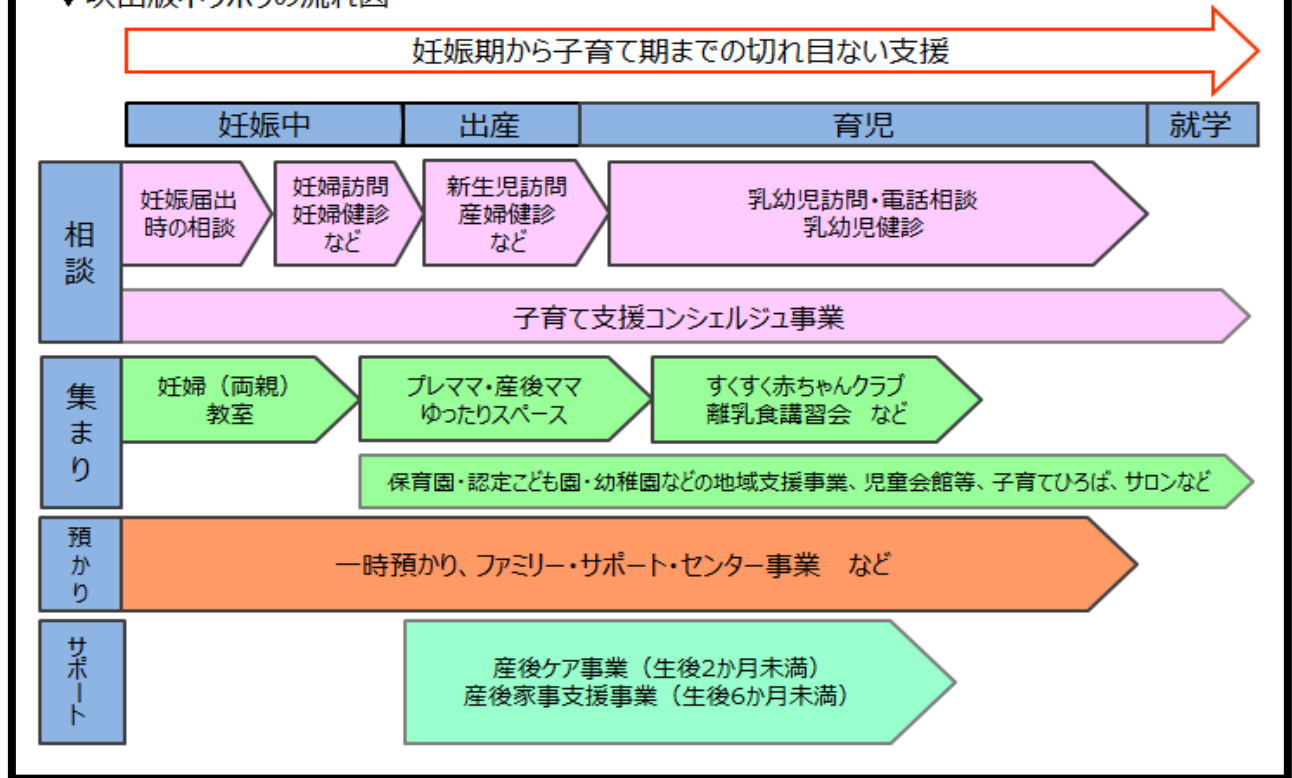 妊娠期から子育て期までの切れ目ない支援
妊娠中
出産
育児
就学
相談
妊娠届出
時の相談
妊婦訪問
妊婦健診
など
新生児訪問
産婦健診
など
乳幼児訪問・電話相談
乳幼児健診
子育て支援コンシェルジュ事業
集まり
妊婦（両親）
教室
プレママ・産後ママ
ゆったりスペース
すくすく赤ちゃんクラブ
離乳食講習会　など
保育園・認定こども園・幼稚園などの地域支援事業、児童会館等、子育てひろば、サロンなど
預かり
一時預かり、ファミリー・サポート・センター事業　など
サポート
産後ケア事業（生後2か月未満）
産後家事支援事業（生後6か月未満）